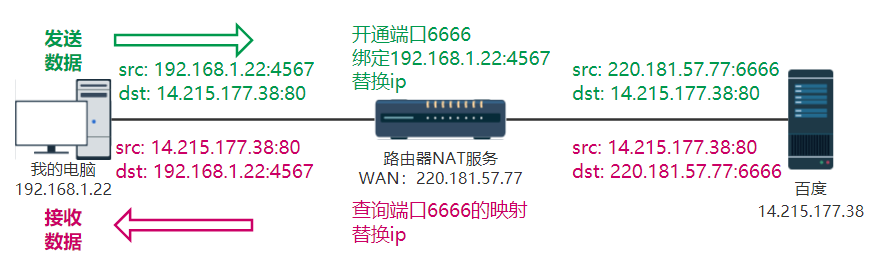 发送
数据
src: 192.168.1.22:4567
dst: 14.215.177.38:80
开通端口6666
绑定192.168.1.22:4567
替换ip
src: 220.181.57.77:6666
dst: 14.215.177.38:80
src: 14.215.177.38:80
dst: 192.168.1.22:4567
我的电脑
192.168.1.22
路由器NAT服务
WAN：220.181.57.77
src: 14.215.177.38:80
dst: 220.181.57.77:6666
百度
14.215.177.38
接收
数据
查询端口6666的映射
替换ip